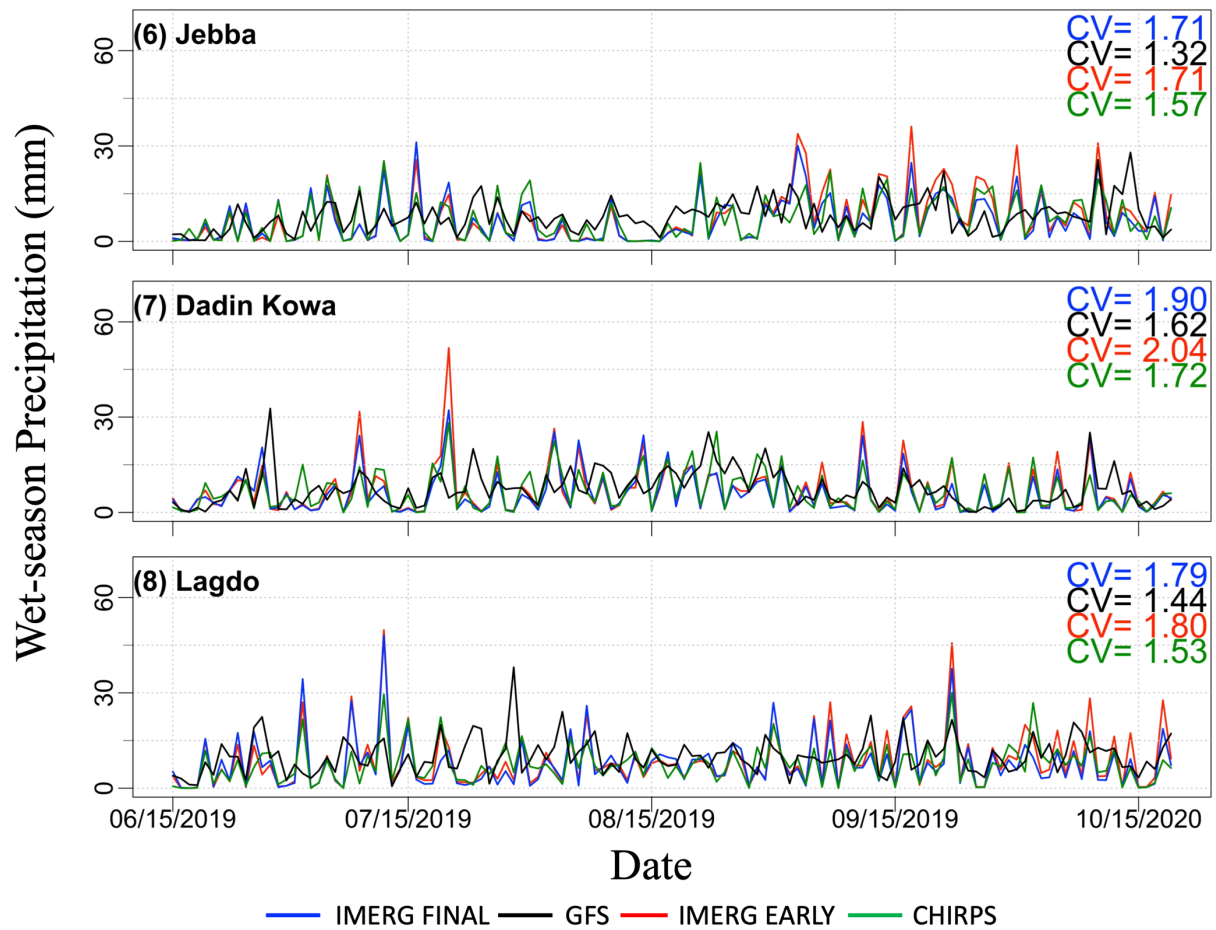 Wet-season Precipitation (mm)
(6) Jebba
CV= 1.71
CV= 1.32
CV= 1.71
CV= 1.57
60
30
0
(7) Dadin Kowa
CV= 1.90
CV= 1.62
CV= 2.04
CV= 1.72
60
30
0
(8) Lagdo
CV= 1.79
CV= 1.44
CV= 1.80
CV= 1.53
60
30
0
06/15/2019 07/15/2019 08/15/2019 09/15/2019 10/15/2020
Date
IMERG FINAL GFS IMERG EARLY CHIRPS